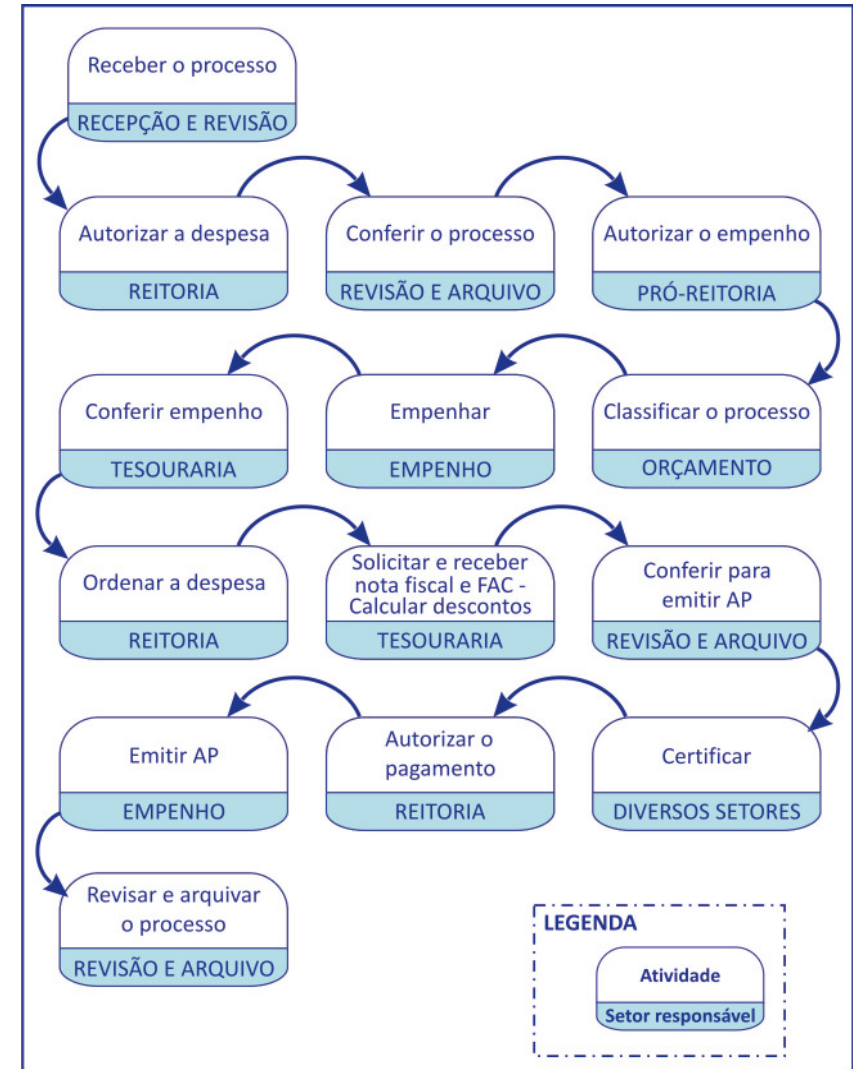 Receber o processo
RECEPÇÃO E REVISÃO
Autorizar a despesa
REITORIA
Conferir o processo
REVISÃO E ARQUIVO
Autorizar o empenho
PRÓ-REITORIA
Classificar o processo
ORÇAMENTO
Empenhar
EMPENHO
Conferir empenho
TESOURARIA
Ordenar a despesa
REITORIA
Solicitar e receber
nota fiscal e FAC -
Calcular descontos
TESOURARIA
Conferir para
emitir AP
REVISÃO E ARQUIVO
Certificar
DIVERSOS SETORES
Autorizar o
pagamento
REITORIA
Emitir AP
EMPENHO
Revisar e arquivar
o processo
REVISÃO E ARQUIVO
LEGENDA
Atividade
Setor responsável